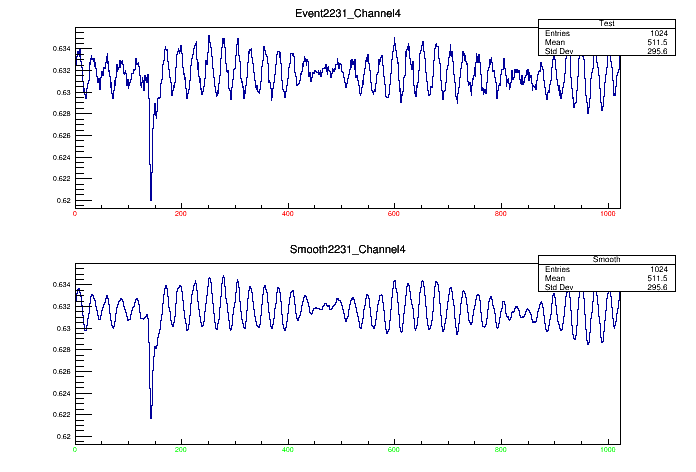 Event2231_Channel4
Test
Entries 1024
Mean 511.5
Std Dev 295.6
0.634
0.632
0.63
0.628
0.626
0.624
0.622
0.62
0 200 400 600 800 1000
Smooth2231_Channel4
Smooth
Entries 1024
Mean 511.5
Std Dev 295.6
0.634
0.632
0.63
0.628
0.626
0.624
0.622
0.62
0 200 400 600 800 1000